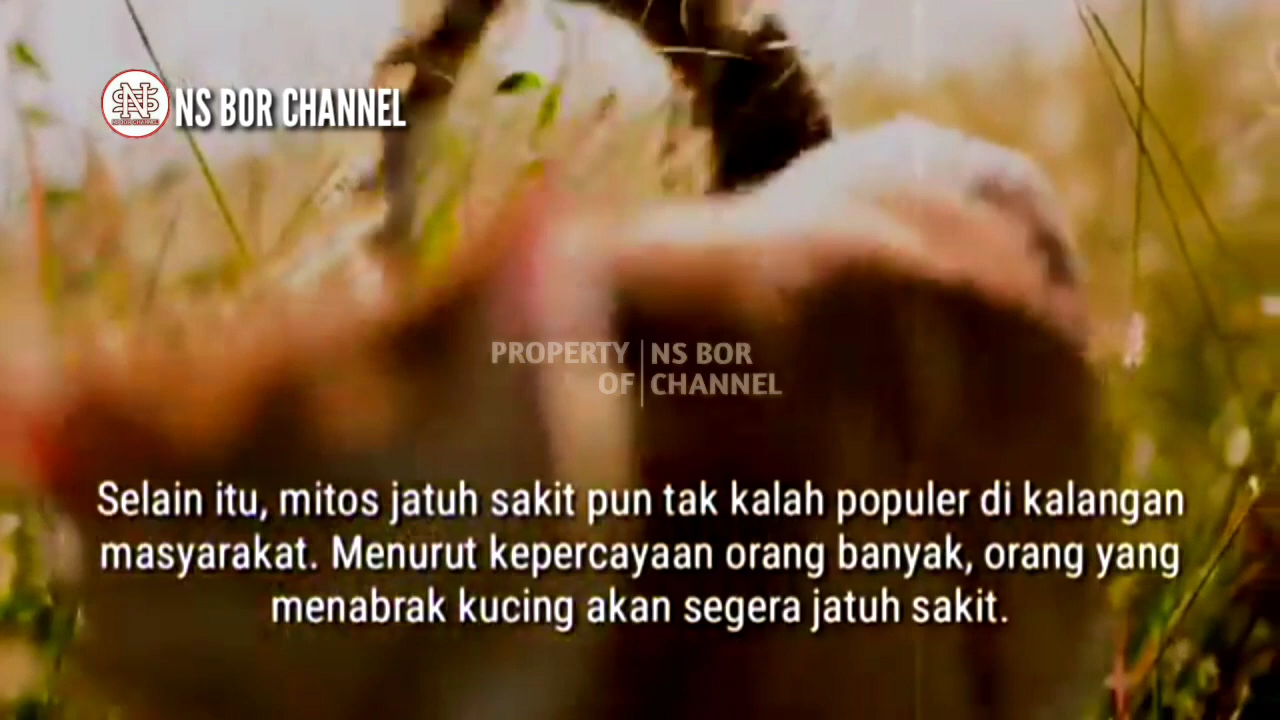 NS BOR CHANNEL
PROPERTY OF NS BOR CHANNEL
Selain itu, mitos jatuh sakit pun tak kalah populer di kalangan
masyarakat. Menurut kepercayaan orang banyak, orang yang
menabrak kucing akan segera jatuh sakit.